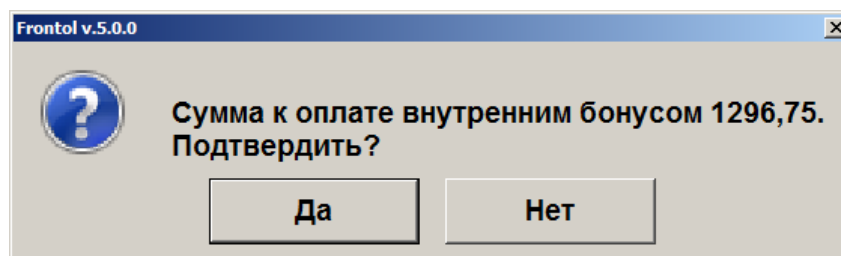 Frontol v.5.0.0
Сумма к оплате внутренним бонусом 1296,75.
Подтвердить?
Да
Нет